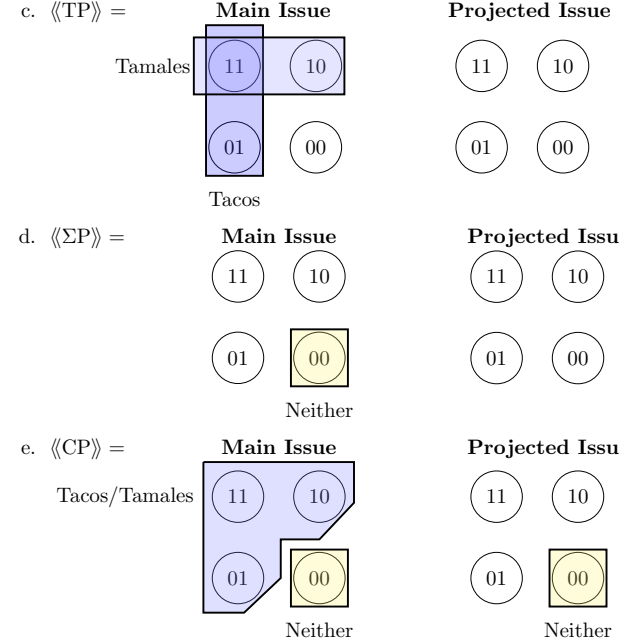 c. ⟪TP⟫ = Main Issue Projected Issue
Tamales 11 10 11 10
01 00 01 00
Tacos
d. ⟪ΣP⟫ = Main Issue Projected Issu
11 10 11 10
01 00 01 00
Neither
e. ⟪CP⟫ = Main Issue Projected Issu
Tacos/Tamales 11 10 11 10
01 00 01 00
Neither Neither